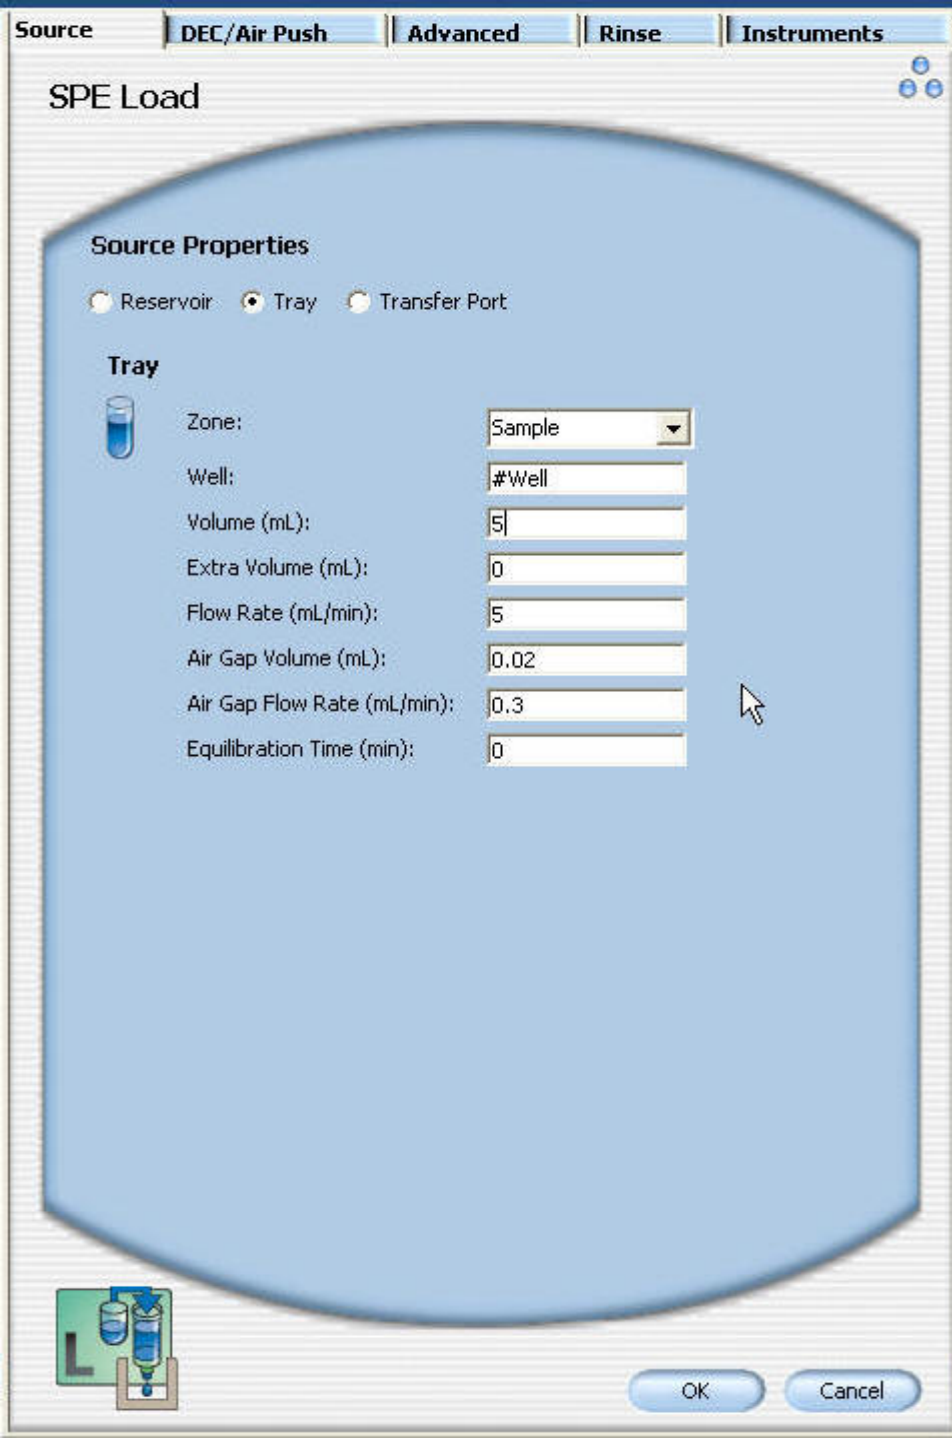 Source DEC/Air Push Advanced Rinse Instruments
SPE Load
Source Properties
Reservoir Tray Transfer Port
Tray
Zone: Sample
Well: #Well
Volume (mL): 5
Extra Volume (mL): 0
Flow Rate (mL/min): 5
Air Gap Volume (mL): 0.02
Air Gap Flow Rate (mL/min): 0.3
Equilibration Time (min): 0
L
OK Cancel